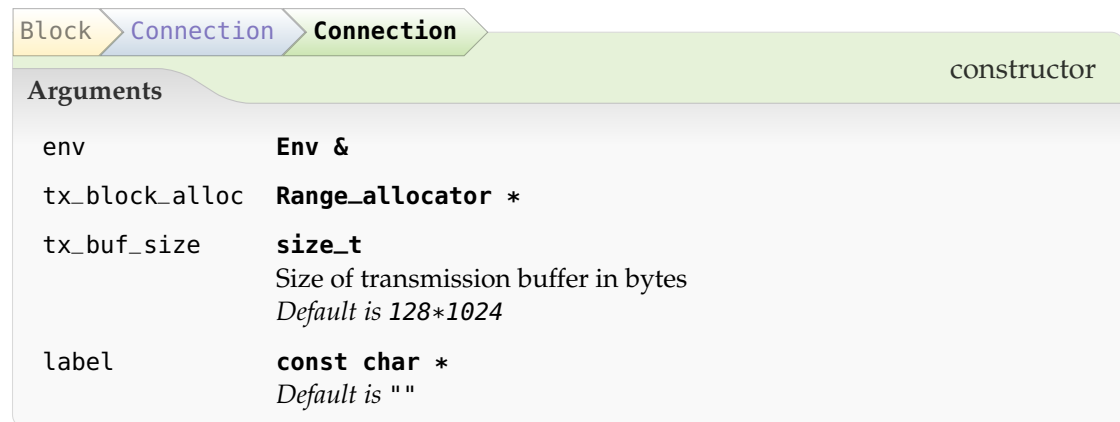 Block Connection Connection
constructor
Arguments
env Env &
tx_block_alloc Range_allocator *
tx_buf_size size_t
Size of transmission buffer in bytes
Default is 128*1024
label const char *
Default is ""